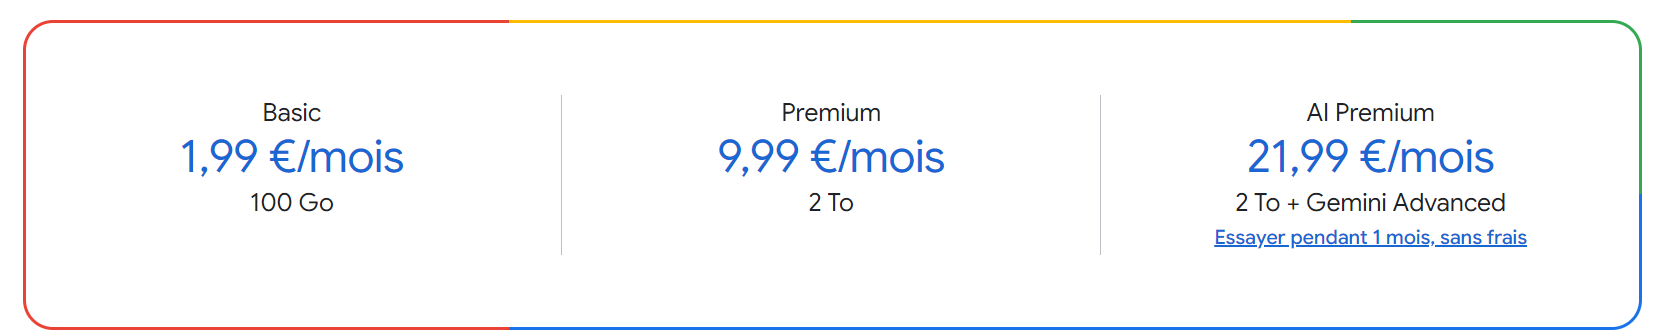 Basic
1,99 €/mois
100 Go
Premium
9,99 €/mois
2 To
AI Premium
21,99 €/mois
2 To + Gemini Advanced
Essayer pendant 1 mois, sans frais